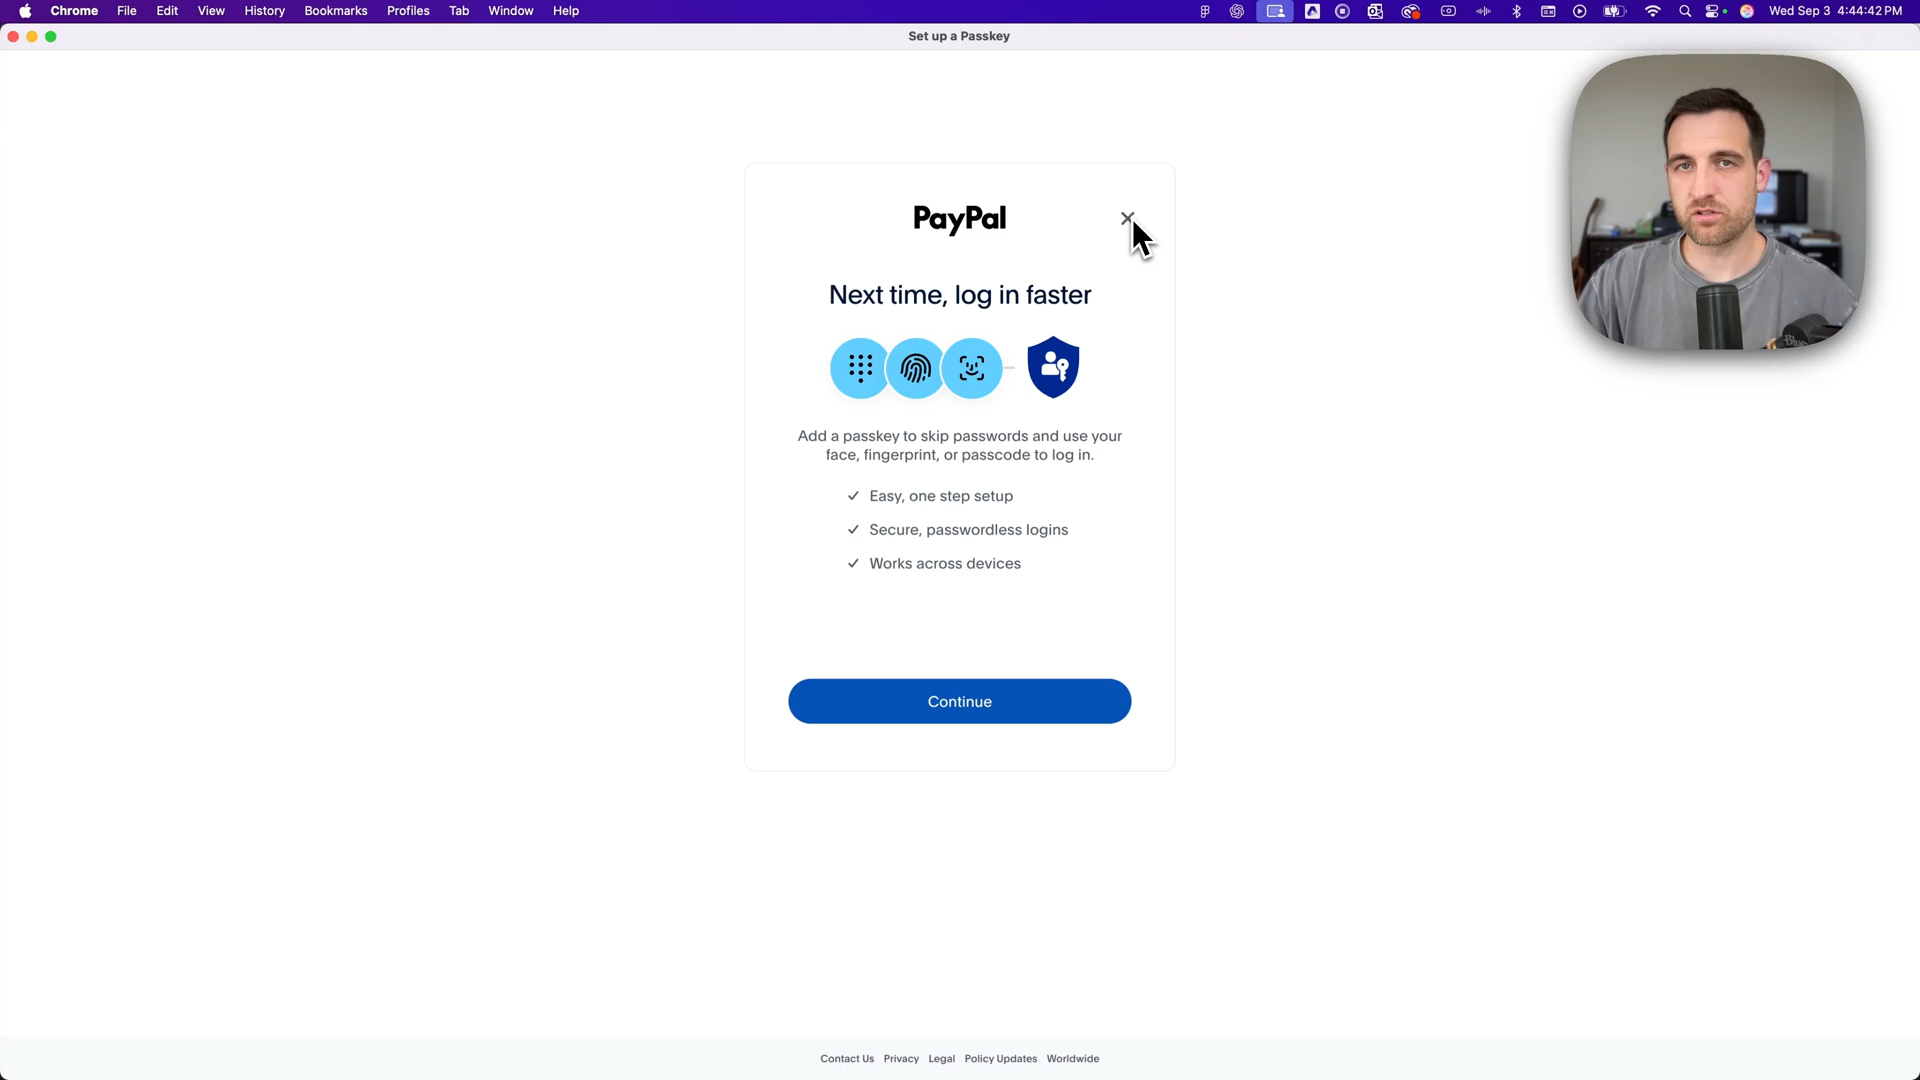 Chrome File Edit View History Bookmarks Profiles Tab Window Help Wed Sep 3 4:44:42 PM
Set up a Passkey
PayPal
Next time, log in faster
Add a passkey to skip passwords and use your
face, fingerprint, or passcode to log in.
Easy, one step setup
Secure, passwordless logins
Works across devices
Continue
Contact Us Privacy Legal Policy Updates Worldwide